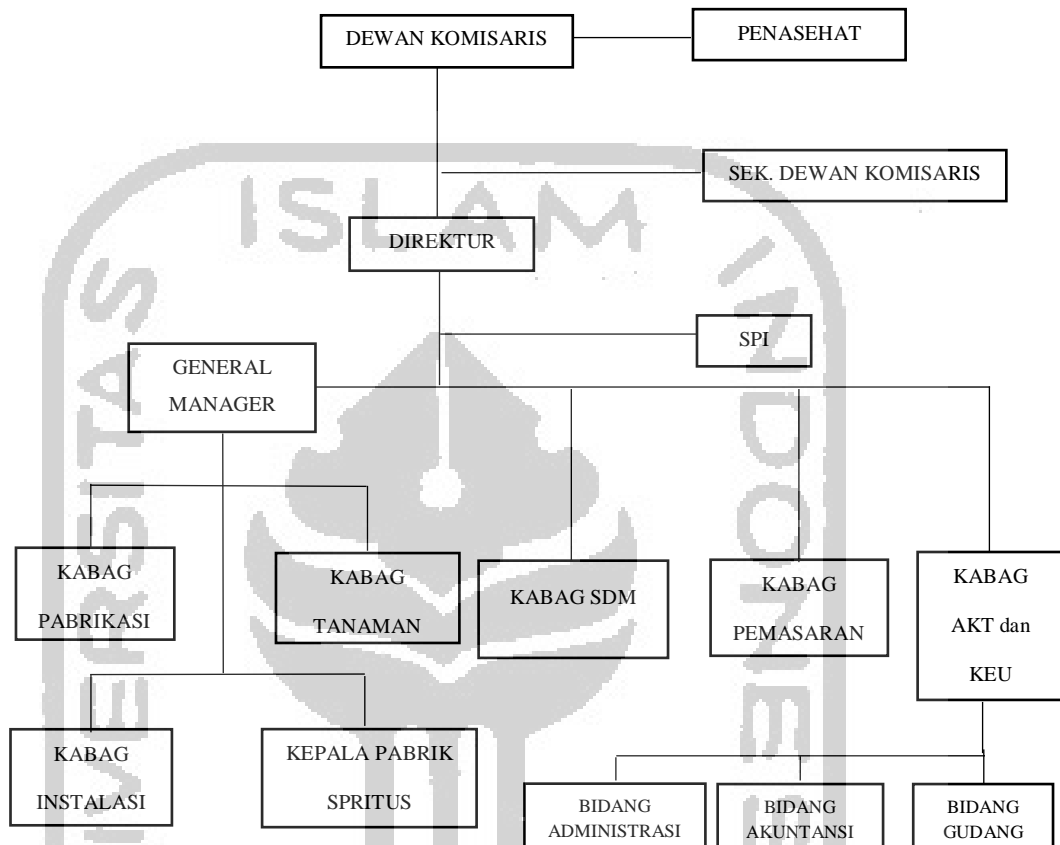 DEWAN KOMISARIS
PENASEHAT
SEK. DEWAN KOMISARIS
DIREKTUR
SPI
GENERAL
MANAGER
KABAG
PABRIKASI
KABAG
TANAMAN
KABAG SDM
KABAG
PEMASARAN
KABAG
AKT dan
KEU
KABAG
INSTALASI
KEPALA PABRIK
SPRITUS
BIDANG
ADMINISTRASI
BIDANG
AKUNTANSI
BIDANG
GUDANG
ISLAM